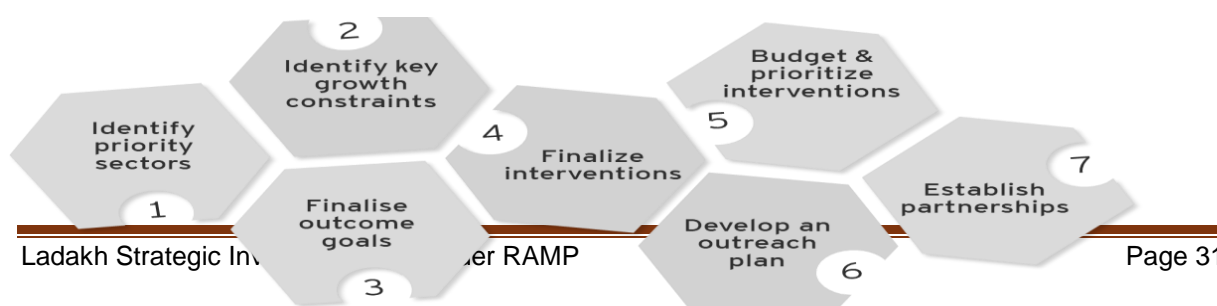 2
Identify key
growth
constraints
Budget &
prioritize
interventions
5
Identify
priority
sectors
1
4
Finalize
interventions
7
Establish
partnerships
Finalise
outcome
goals
3
Develop an
outreach
plan
6
Ladakh Strategic Inv er RAMP
Page 31